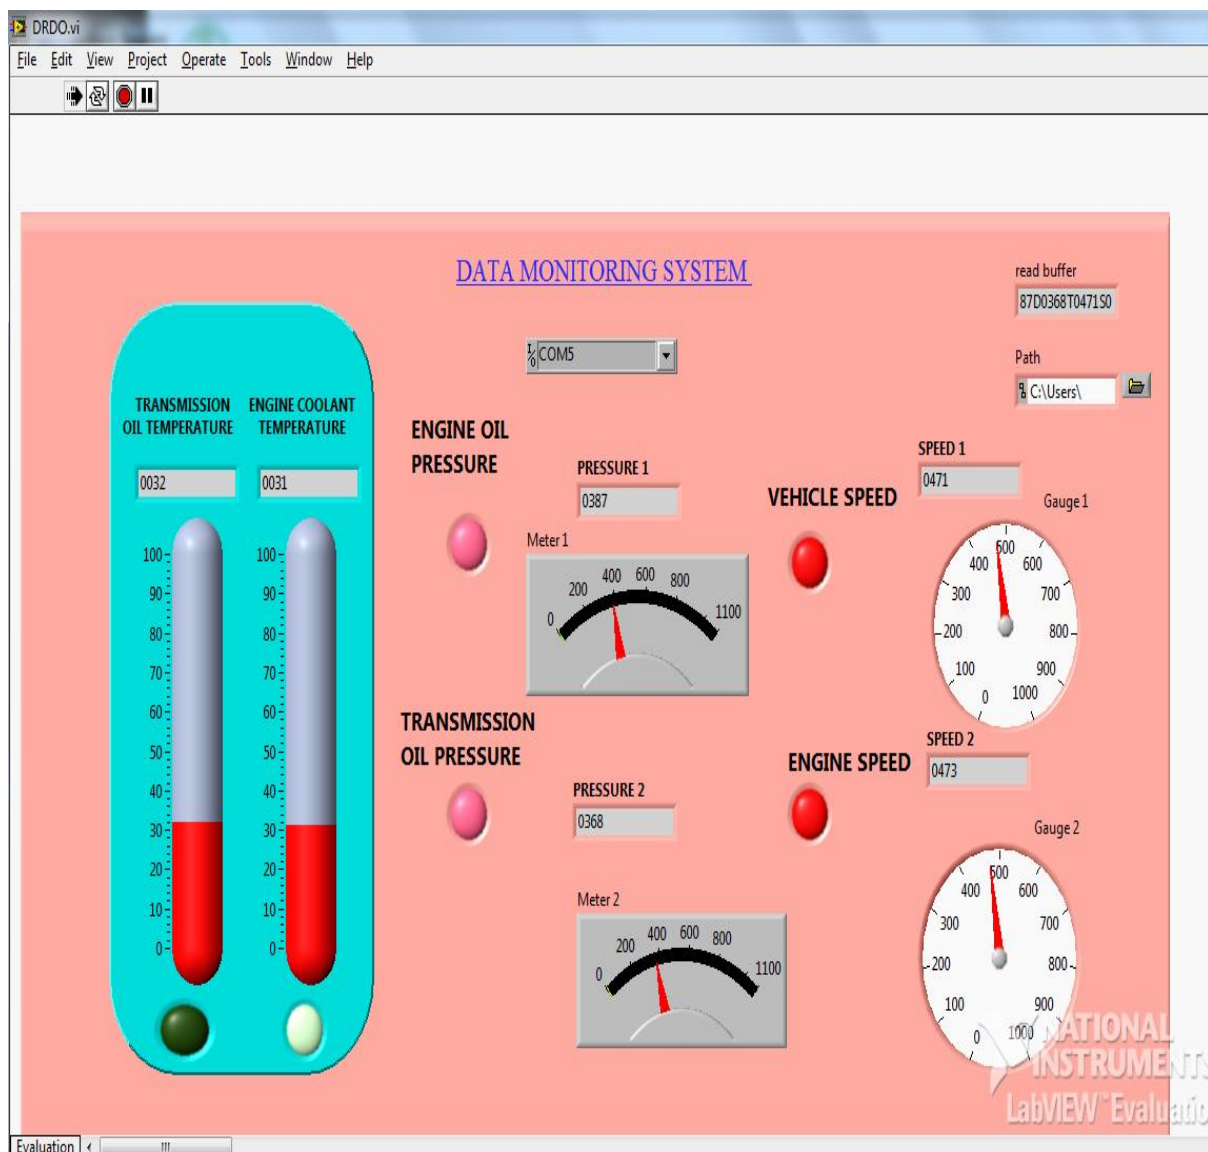 DRDO.vi
File Edit View Project Operate Tools Window Help
DATA MONITORING SYSTEM
read buffer
87D0368T0471S0
COM5
Path
C:\Users\
TRANSMISSION
OIL TEMPERATURE
0032
ENGINE COOLANT
TEMPERATURE
0031
100
90
80
70
60
50
40
30
20
10
0
100
90
80
70
60
50
40
30
20
10
0
ENGINE OIL
PRESSURE
PRESSURE 1
0387
Meter 1
0 200 400 600 800 1100
VEHICLE SPEED
SPEED 1
0471
Gauge 1
0 100 200 300 400 500 600 700 800 900 1000
TRANSMISSION
OIL PRESSURE
PRESSURE 2
0368
Meter 2
0 200 400 600 800 1100
ENGINE SPEED
SPEED 2
0473
Gauge 2
0 100 200 300 400 500 600 700 800 900 1000
NATIONAL
INSTRUMENTS
LabVIEW™ Evaluatio
Evaluation